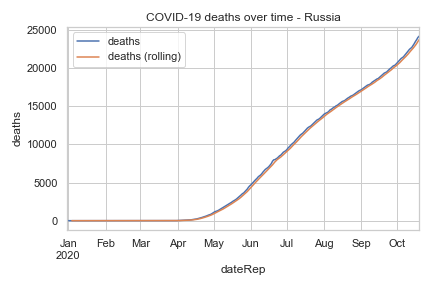 COVID-19 deaths over time - Russia
deaths
deaths (rolling)
25000
20000
15000
10000
5000
0
deaths
Jan Feb Mar Apr May Jun Jul Aug Sep Oct
2020
dateRep